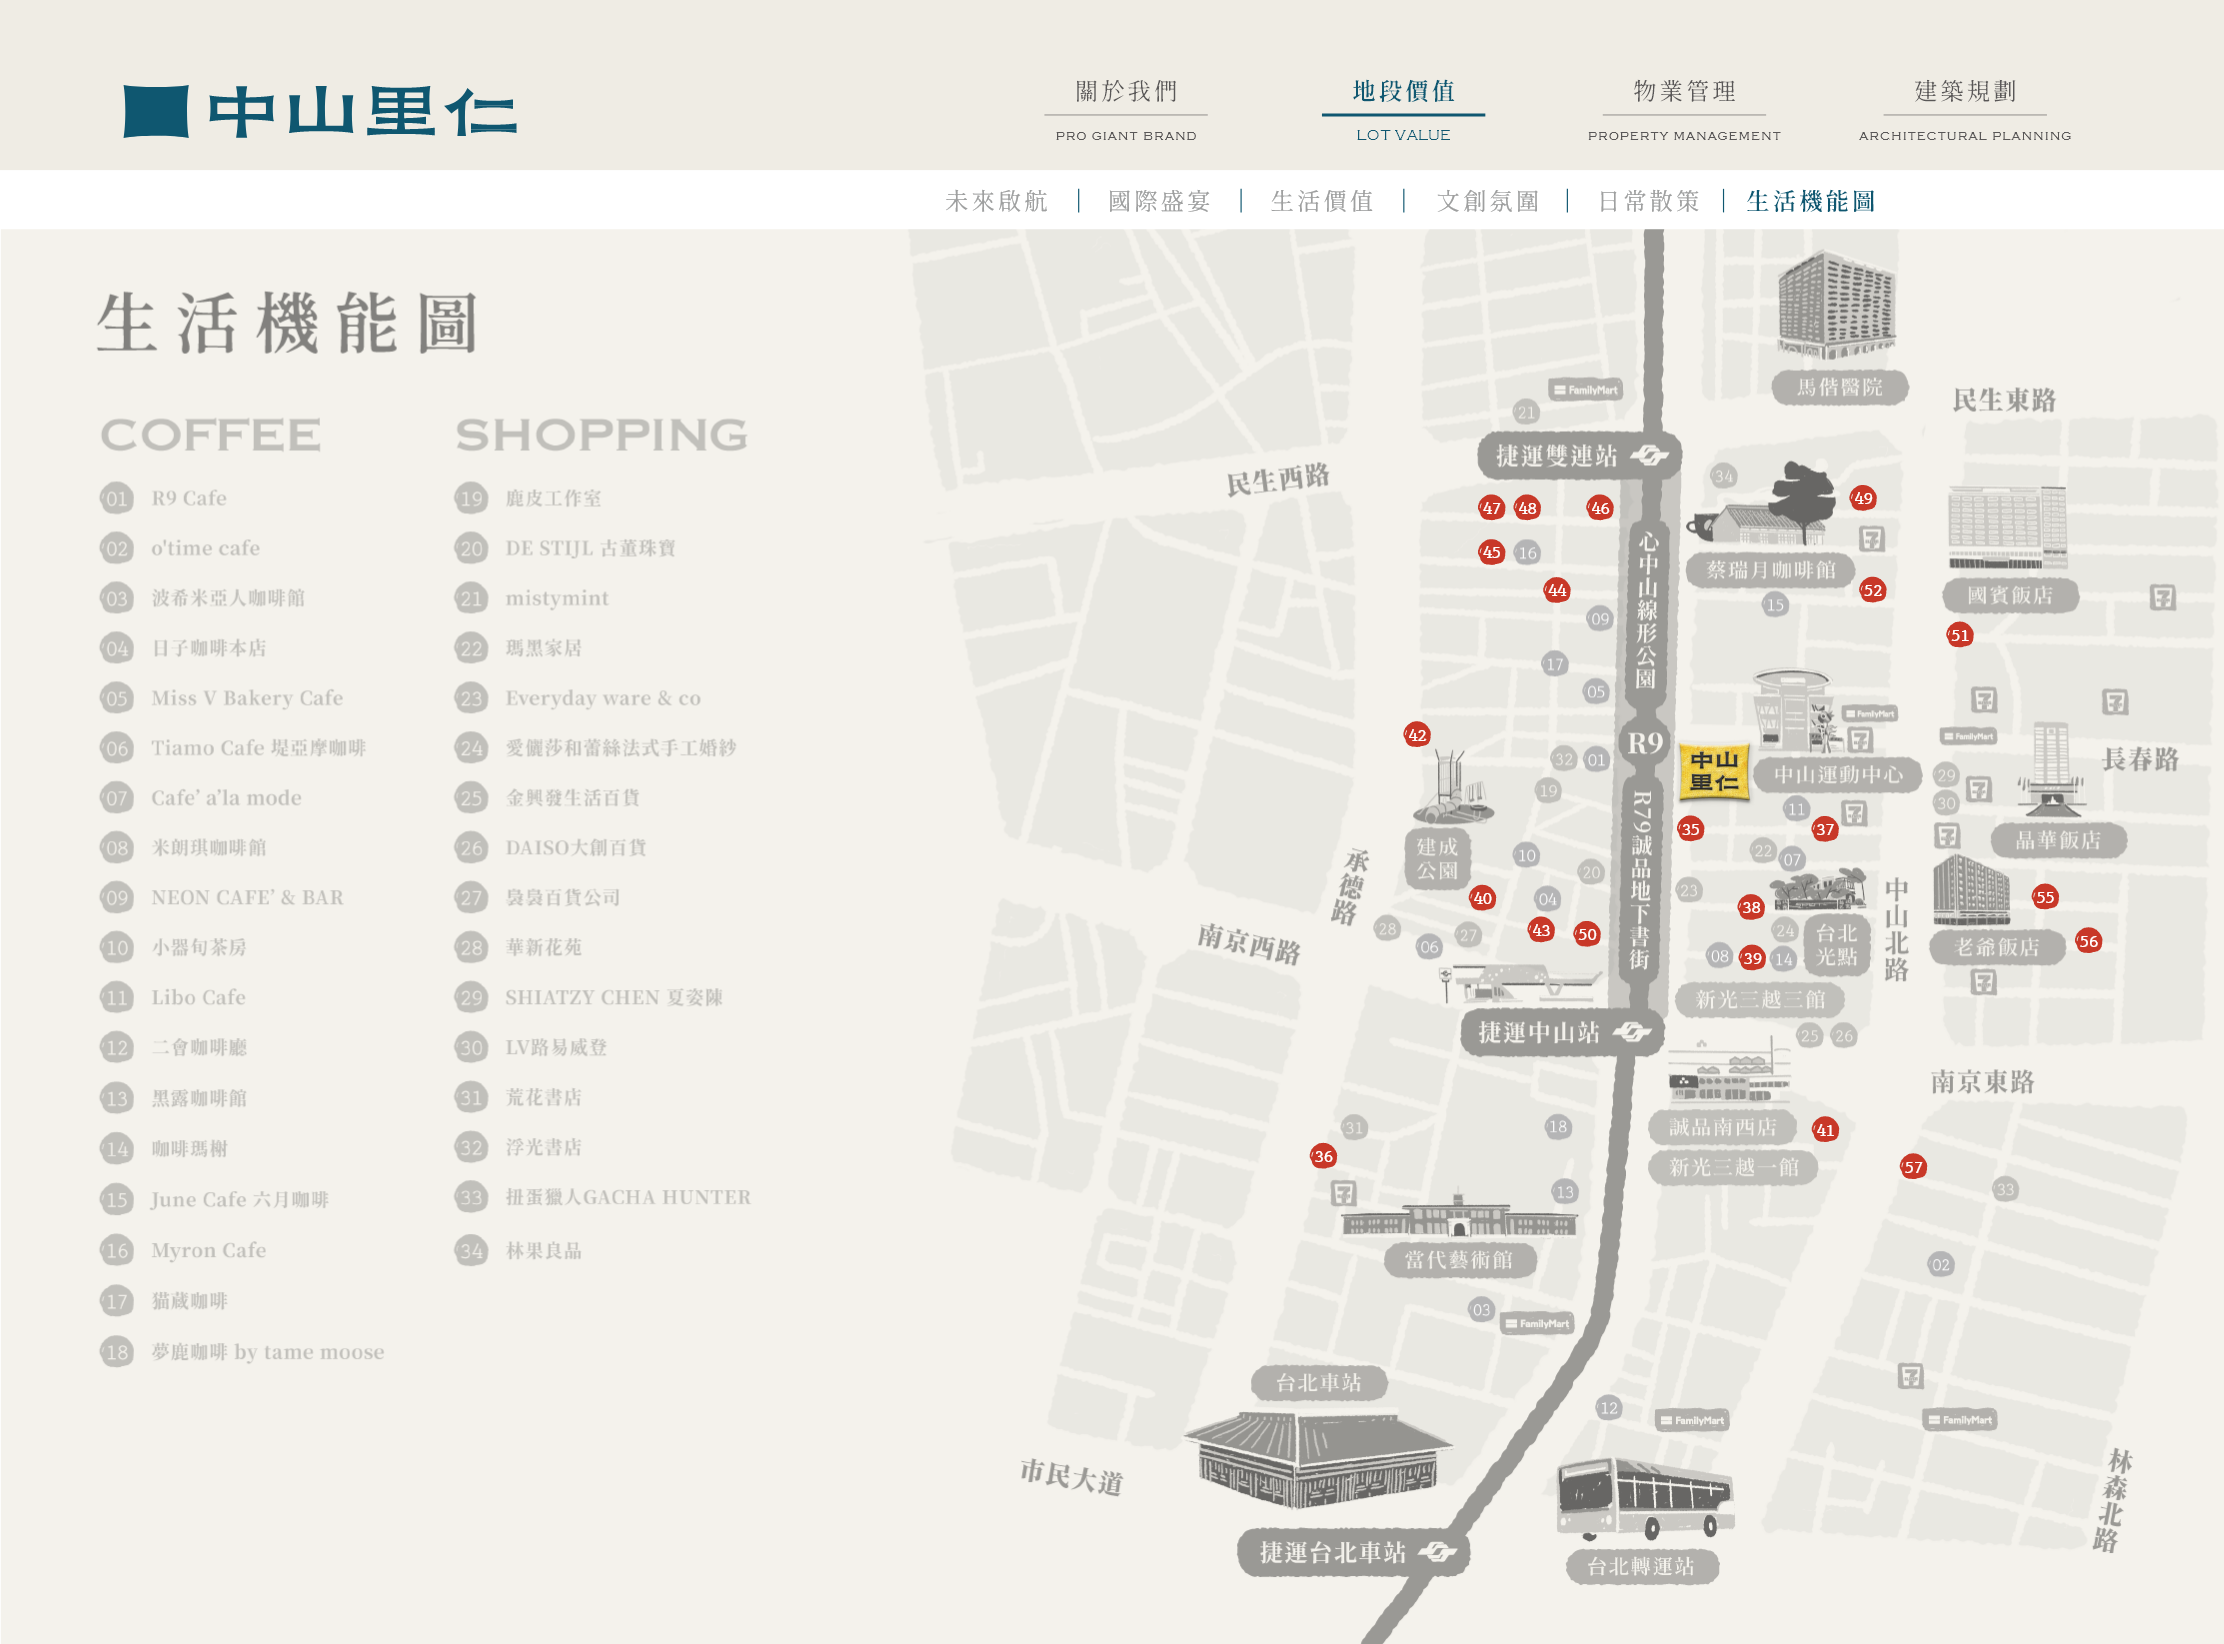 中山里仁
關於我們
PRO GIANT BRAND
地段價值
LOT VALUE
物業管理
PROPERTY MANAGEMENT
建築規劃
ARCHITECTURAL PLANNING
未來啟航
國際盛宴
生活價值
文創氛圍
日常散策
生活機能圖
生活機能圖
COFFEE
01 R9 Cafe
02 o'time cafe
03 波希米亞人咖啡館
04 日子咖啡本店
05 Miss V Bakery Cafe
06 Tiamo Cafe 堤亞摩咖啡
07 Cafe’ a’la mode
08 米朗琪咖啡館
09 NEON CAFE’ & BAR
10 小器旬茶房
11 Libo Cafe
12 二會咖啡廳
13 黑露咖啡館
14 咖啡瑪榭
15 June Cafe 六月咖啡
16 Myron Cafe
17 猫蔵咖啡
18 夢鹿咖啡 by tame moose
SHOPPING
19 鹿皮工作室
20 DE STIJL 古董珠寶
21 mistymint
22 瑪黑家居
23 Everyday ware & co
24 愛儷莎和蕾絲法式手工婚紗
25 金興發生活百貨
26 DAISO大創百貨
27 裊裊百貨公司
28 華新花苑
29 SHIATZY CHEN 夏姿陳
30 LV路易威登
31 荒花書店
32 浮光書店
33 扭蛋獵人GACHA HUNTER
34 林果良品
馬偕醫院
民生東路
FamilyMart
21
捷運雙連站
民生西路
34
49
47
48
46
45
16
44
09
17
05
心中山線形公園
蔡瑞月咖啡館
52
15
國賓飯店
51
7
7
7
7
42
R9
中山里仁
中山運動中心
FamilyMart
7
FamilyMart
長春路
29
30
7
7
晶華飯店
32
01
19
建成公園
10
20
04
40
43
50
28
06
27
承德路
南京西路
R79誠品地下書街
35
11
7
37
22
07
23
38
24
台北光點
08
39
14
中山北路
老爺飯店
55
56
7
新光三越三館
25
26
捷運中山站
南京東路
誠品南西店
41
新光三越一館
57
33
02
31
36
18
7
13
當代藝術館
03
FamilyMart
台北車站
12
FamilyMart
7
FamilyMart
市民大道
捷運台北車站
台北轉運站
林森北路